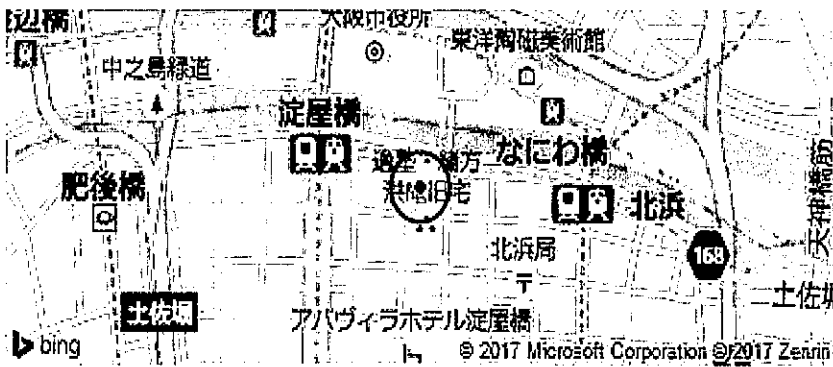 辺橋
大阪市役所
東洋陶磁美術館
中之島緑道
淀屋橋
適塾 緒方
洪庵旧宅
なにわ橋
肥後橋
北浜
天神橋筋
北浜局
168
土佐堀
土佐堀
アパヴィラホテル淀屋橋
bing
© 2017 Microsoft Corporation © 2017 Zenrin